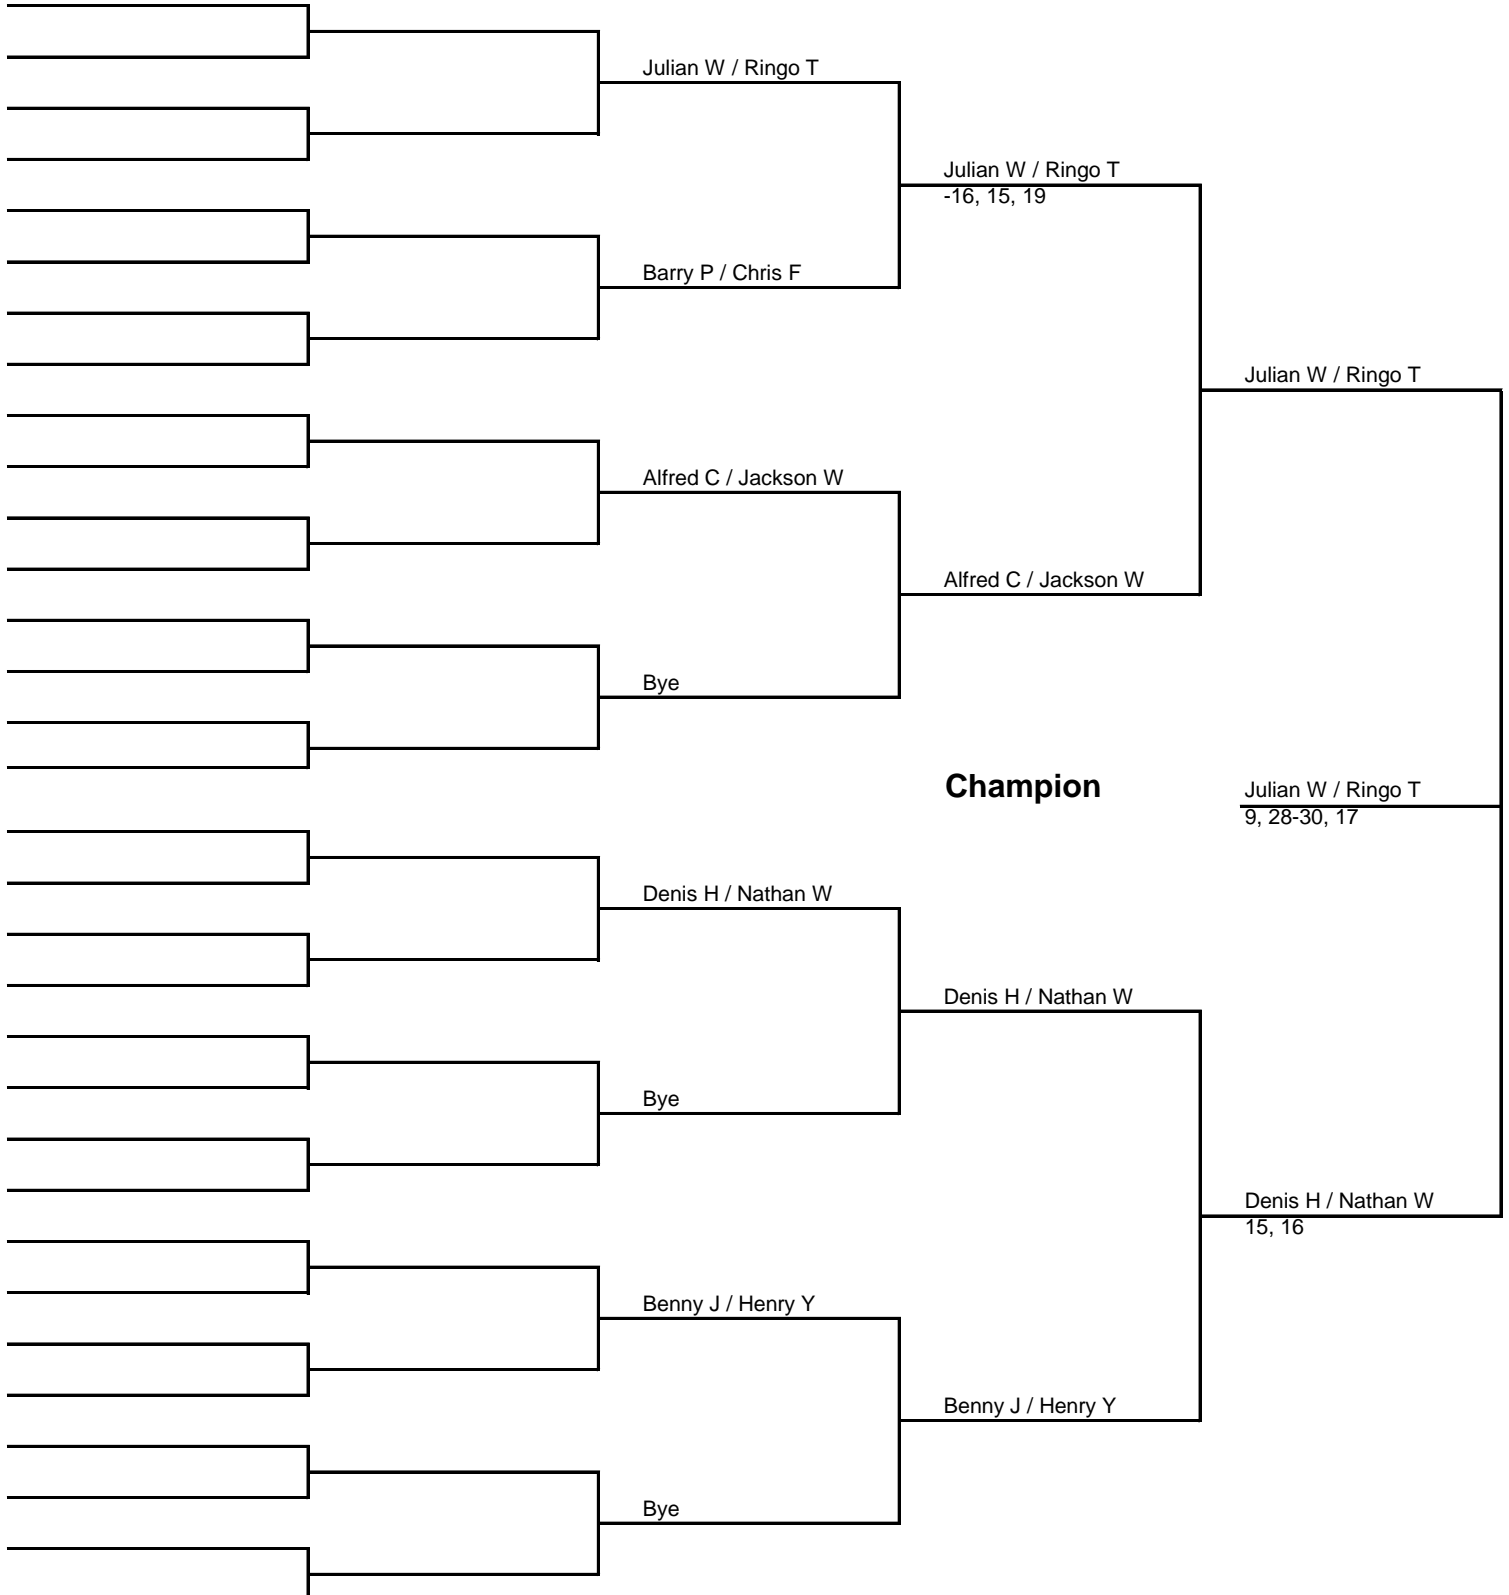 Julian W / Ringo T
Julian W / Ringo T
-16, 15, 19
Barry P / Chris F
Julian W / Ringo T
Alfred C / Jackson W
Alfred C / Jackson W
Bye
Champion
Julian W / Ringo T
9, 28-30, 17
Denis H / Nathan W
Denis H / Nathan W
Bye
Denis H / Nathan W
15, 16
Benny J / Henry Y
Benny J / Henry Y
Bye